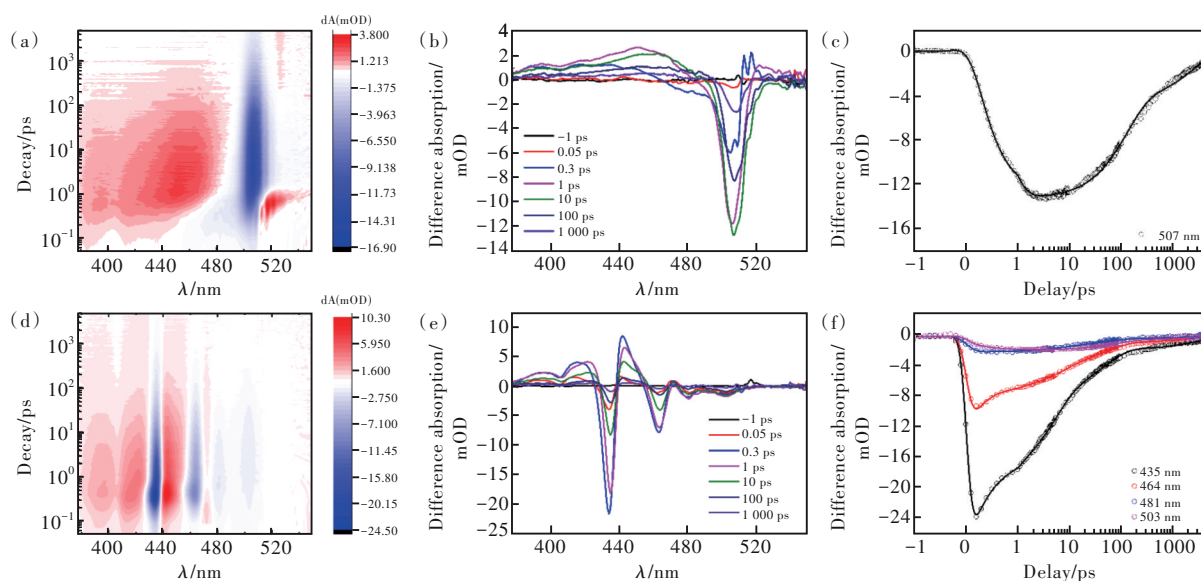 (a)
dA(mOD)
3.800
1.213
-1.375
-3.963
-6.550
-9.138
-11.73
-14.31
-16.90
10³
10²
10¹
10⁰
10⁻¹
Decay/ps
400 440 480 520
λ/nm
(b)
4
2
0
-2
-4
-6
-8
-10
-12
14
Difference absorption/
mOD
-1 ps
0.05 ps
0.3 ps
1 ps
10 ps
100 ps
1 000 ps
400 440 480 520
λ/nm
(c)
0
-4
-8
-12
-16
Difference absorption/
mOD
507 nm
-1 0 1 10 100 1000
Delay/ps
(d)
dA(mOD)
10.30
5.950
1.600
-2.750
-7.100
-11.45
-15.80
-20.15
-24.50
10³
10²
10¹
10⁰
10⁻¹
Decay/ps
400 440 480 520
λ/nm
(e)
10
5
0
-5
-10
-15
-20
-25
Difference absorption/
mOD
-1 ps
0.05 ps
0.3 ps
1 ps
10 ps
100 ps
1 000 ps
400 440 480 520
λ/nm
(f)
0
-4
-8
-12
-16
-20
-24
Difference absorption/
mOD
435 nm
464 nm
481 nm
503 nm
-1 0 1 10 100 1000
Delay/ps